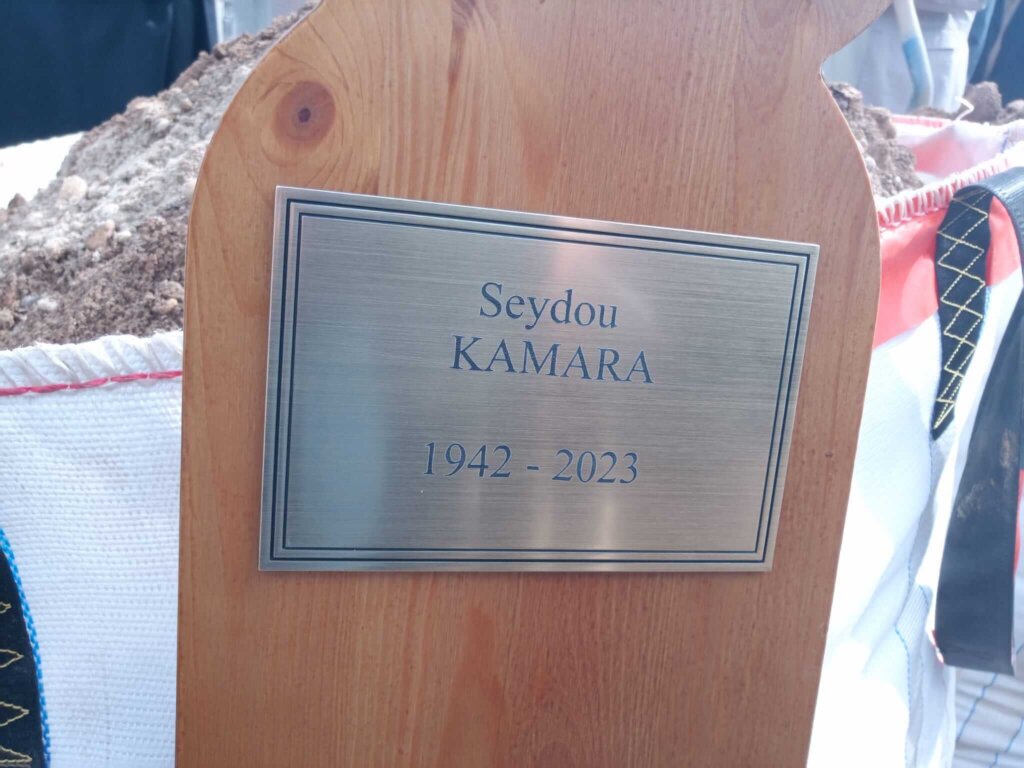 Seydou
KAMARA
1942 - 2023